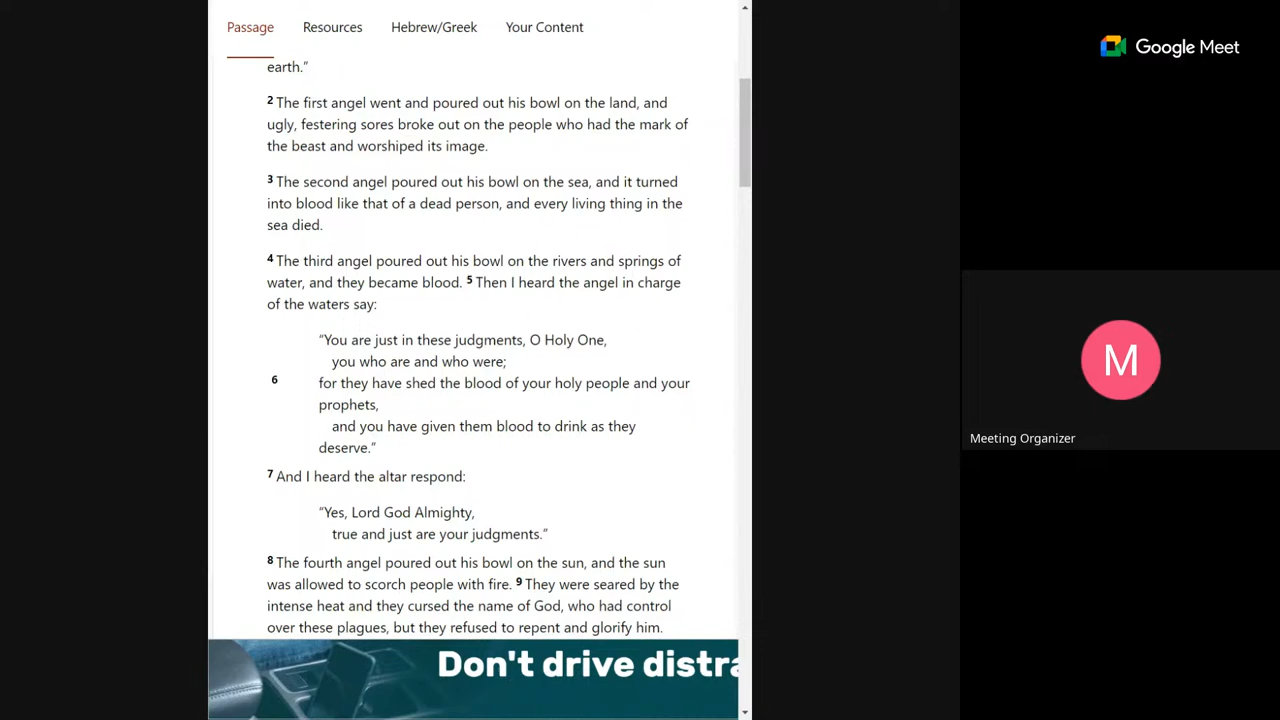 Passage
Resources
Hebrew/Greek
Your Content
earth.”
2 The first angel went and poured out his bowl on the land, and
ugly, festering sores broke out on the people who had the mark of
the beast and worshiped its image.
3 The second angel poured out his bowl on the sea, and it turned
into blood like that of a dead person, and every living thing in the
sea died.
4 The third angel poured out his bowl on the rivers and springs of
water, and they became blood. 5 Then I heard the angel in charge
of the waters say:
“You are just in these judgments, O Holy One,
you who are and who were;
6 for they have shed the blood of your holy people and your
prophets,
and you have given them blood to drink as they
deserve.”
7 And I heard the altar respond:
“Yes, Lord God Almighty,
true and just are your judgments.”
8 The fourth angel poured out his bowl on the sun, and the sun
was allowed to scorch people with fire. 9 They were seared by the
intense heat and they cursed the name of God, who had control
over these plagues, but they refused to repent and glorify him.
Don't drive distra
Google Meet
M
Meeting Organizer